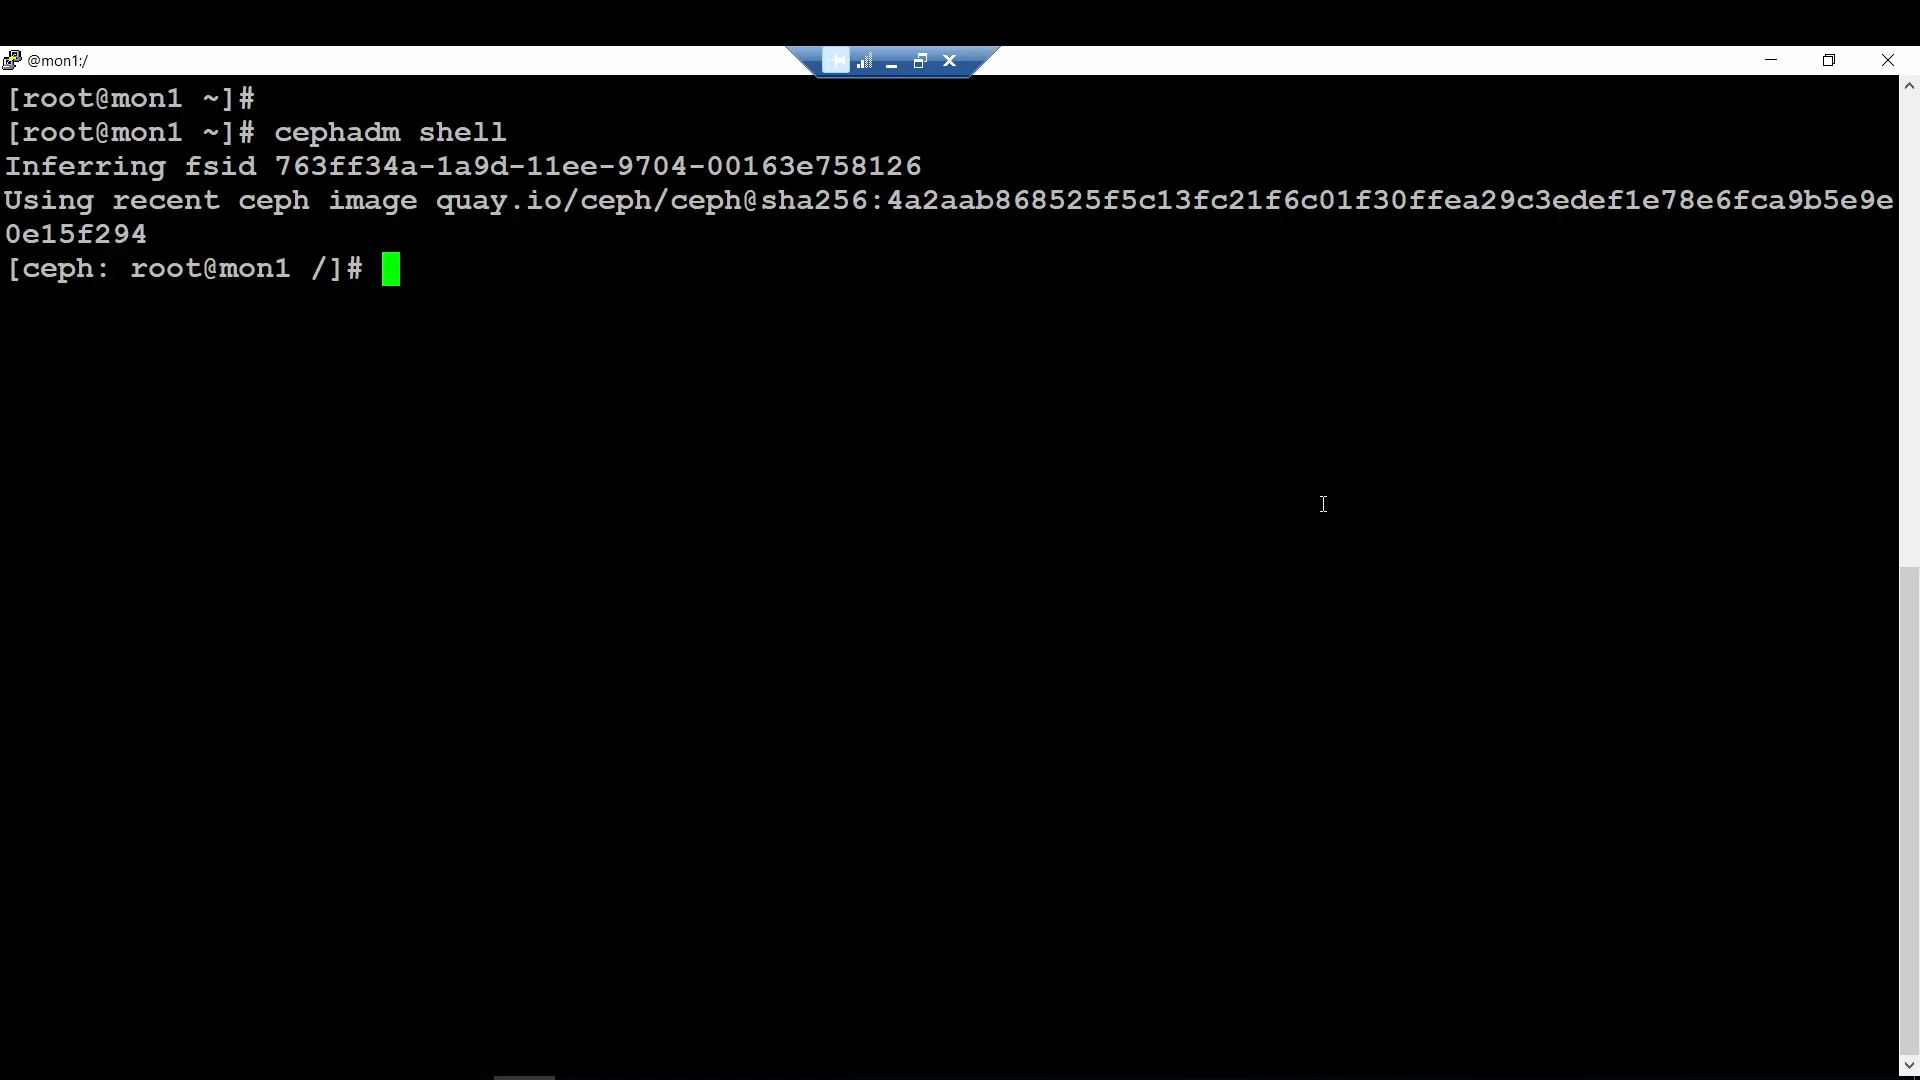 @mon1:/
[root@mon1 ~]#
[root@mon1 ~]# cephadm shell
Inferring fsid 763ff34a-1a9d-11ee-9704-00163e758126
Using recent ceph image quay.io/ceph/ceph@sha256:4a2aab868525f5c13fc21f6c01f30ffea29c3edef1e78e6fca9b5e9e
0e15f294
[ceph: root@mon1 /]#